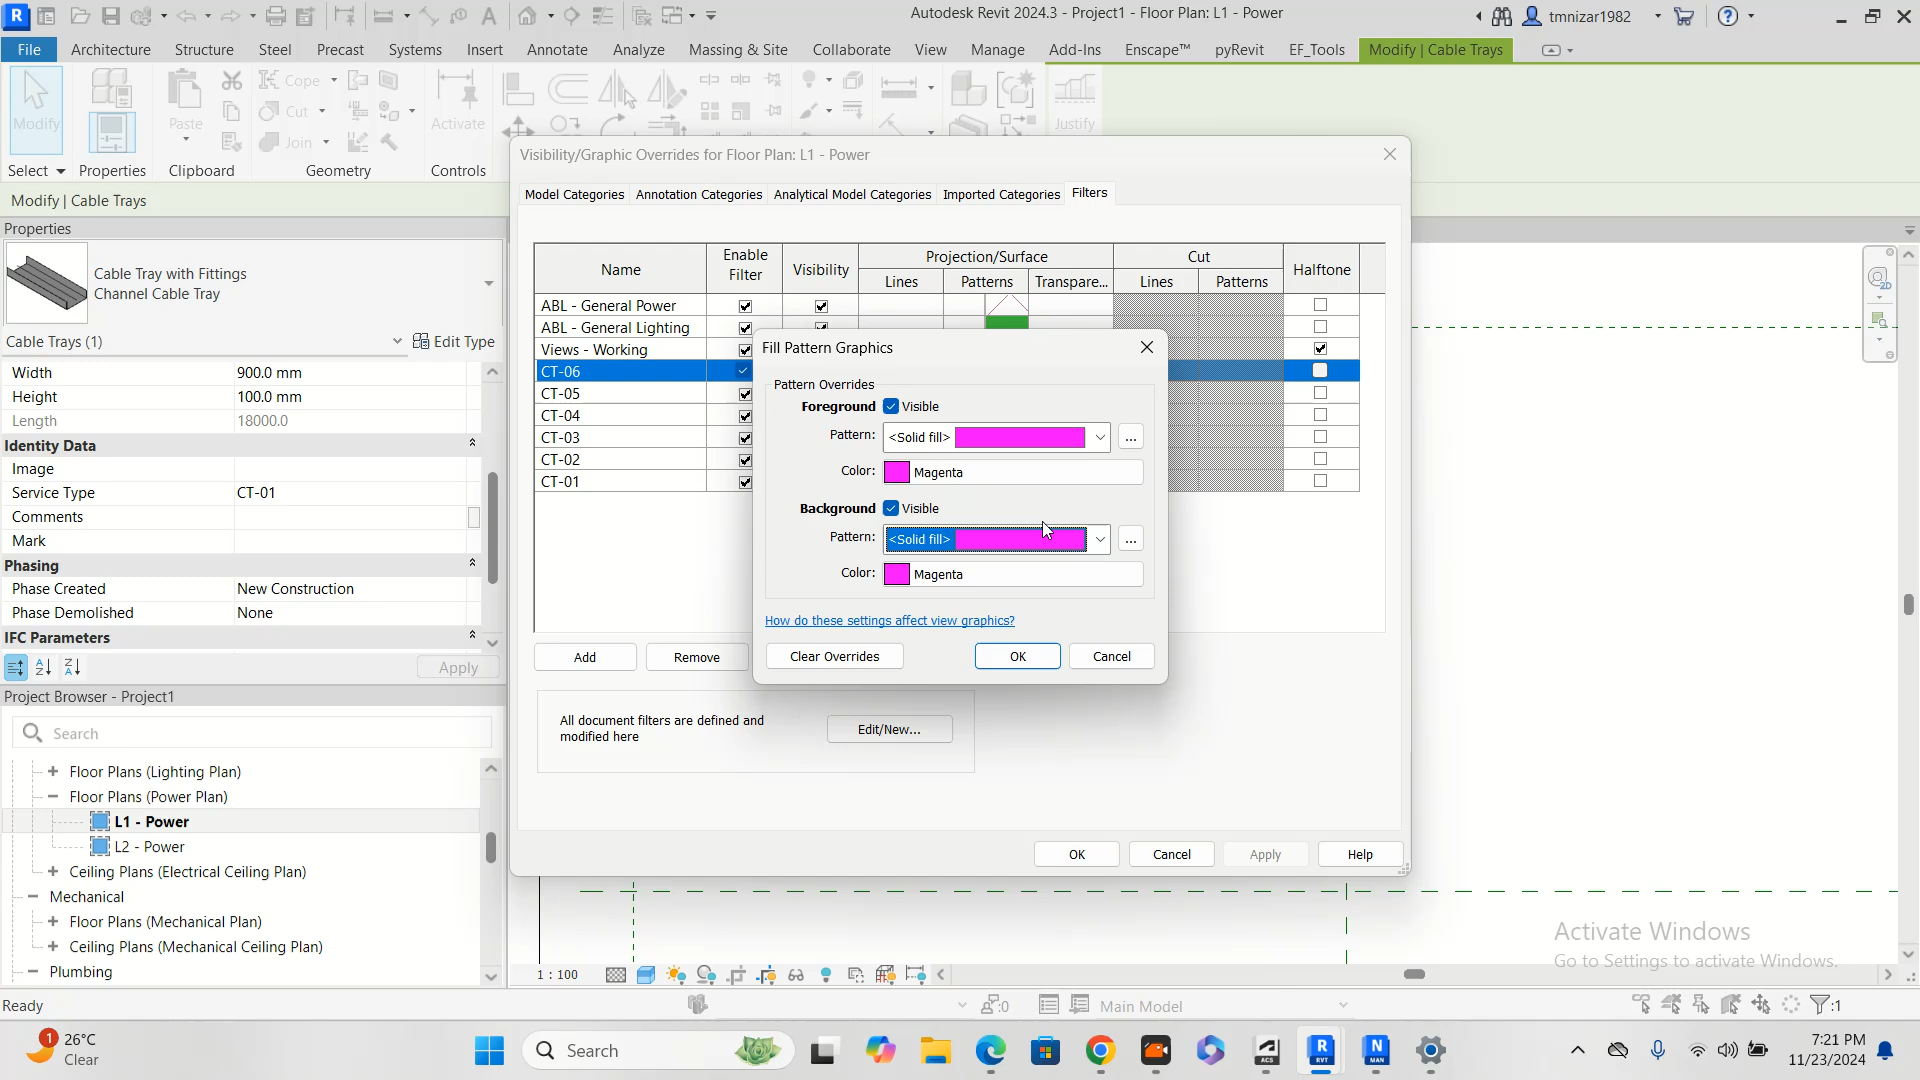 Autodesk Revit 2024.3 - Project1 - Floor Plan: L1 - Power
tmnizar1982
File Architecture Structure Steel Precast Systems Insert Annotate Analyze Massing & Site Collaborate View Manage Add-Ins Enscape™ pyRevit EF_Tools Modify | Cable Trays
Modify
Paste
Cope
Cut
Join
Activate
Justify
Select Properties Clipboard Geometry Controls
Modify | Cable Trays
Properties
Cable Tray with Fittings
Channel Cable Tray
Cable Trays (1)
Edit Type
Width 900.0 mm
Height 100.0 mm
Length 18000.0
Identity Data
Image
Service Type CT-01
Comments
Mark
Phasing
Phase Created New Construction
Phase Demolished None
IFC Parameters
Apply
Project Browser - Project1
Search
Floor Plans (Lighting Plan)
Floor Plans (Power Plan)
L1 - Power
L2 - Power
Ceiling Plans (Electrical Ceiling Plan)
Mechanical
Floor Plans (Mechanical Plan)
Ceiling Plans (Mechanical Ceiling Plan)
Plumbing
Visibility/Graphic Overrides for Floor Plan: L1 - Power
Model Categories Annotation Categories Analytical Model Categories Imported Categories Filters
Name Enable Filter Visibility Projection/Surface Cut Halftone
Lines Patterns Transpare... Lines Patterns
ABL - General Power
ABL - General Lighting
Views - Working
CT-06
CT-05
CT-04
CT-03
CT-02
CT-01
Add
Remove
All document filters are defined and
modified here
Edit/New...
OK Cancel Apply Help
Fill Pattern Graphics
Pattern Overrides
Foreground Visible
Pattern: <Solid fill> ...
Color: Magenta
Background Visible
Pattern: <Solid fill> ...
Color: Magenta
How do these settings affect view graphics?
Clear Overrides OK Cancel
2D
Activate Windows
Go to Settings to activate Windows.
1 : 100
Ready
:0
Main Model
:1
1
26°C
Clear
Search
7:21 PM
11/23/2024